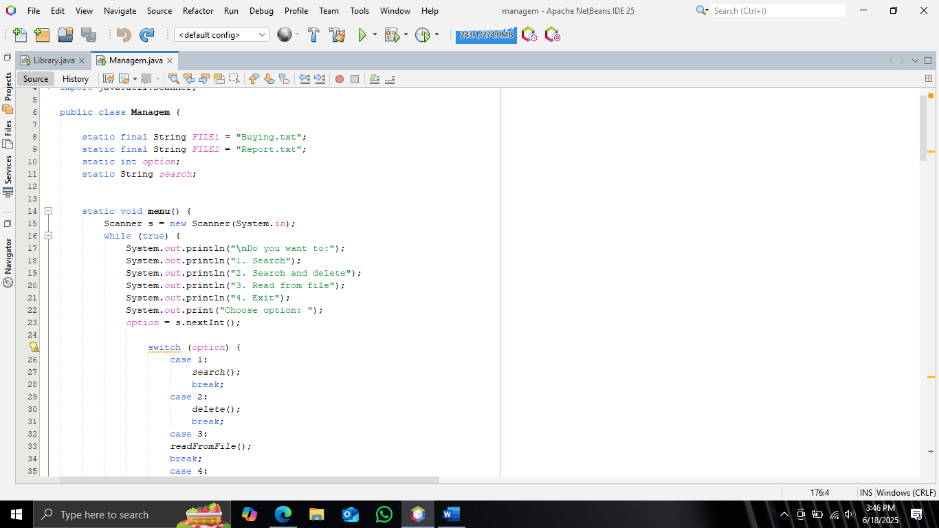 File Edit View Navigate Source Refactor Run Debug Profile Team Tools Window Help managem - Apache NetBeans IDE 25 Search (Ctrl+I)
<default config> 243.1/274.0MB
Library.java Managem.java
Source History
Projects
Files
Services
Navigator
4 import java.util.Scanner;
5
6 public class Managem {
7
8 static final String FILE1 = "Buying.txt";
9 static final String FILE2 = "Report.txt";
10 static int option;
11 static String search;
12
13
14 static void menu() {
15 Scanner s = new Scanner(System.in);
16 while (true) {
17 System.out.println("\nDo you want to:");
18 System.out.println("1. Search");
19 System.out.println("2. Search and delete");
20 System.out.println("3. Read from file");
21 System.out.println("4. Exit");
22 System.out.print("Choose option: ");
23 option = s.nextInt();
24
switch (option) {
26 case 1:
27 search();
28 break;
29 case 2:
30 delete();
31 break;
32 case 3:
33 readFromFile();
34 break;
35 case 4:
176:4 INS Windows (CRLF)
Type here to search
3:46 PM
6/18/2025